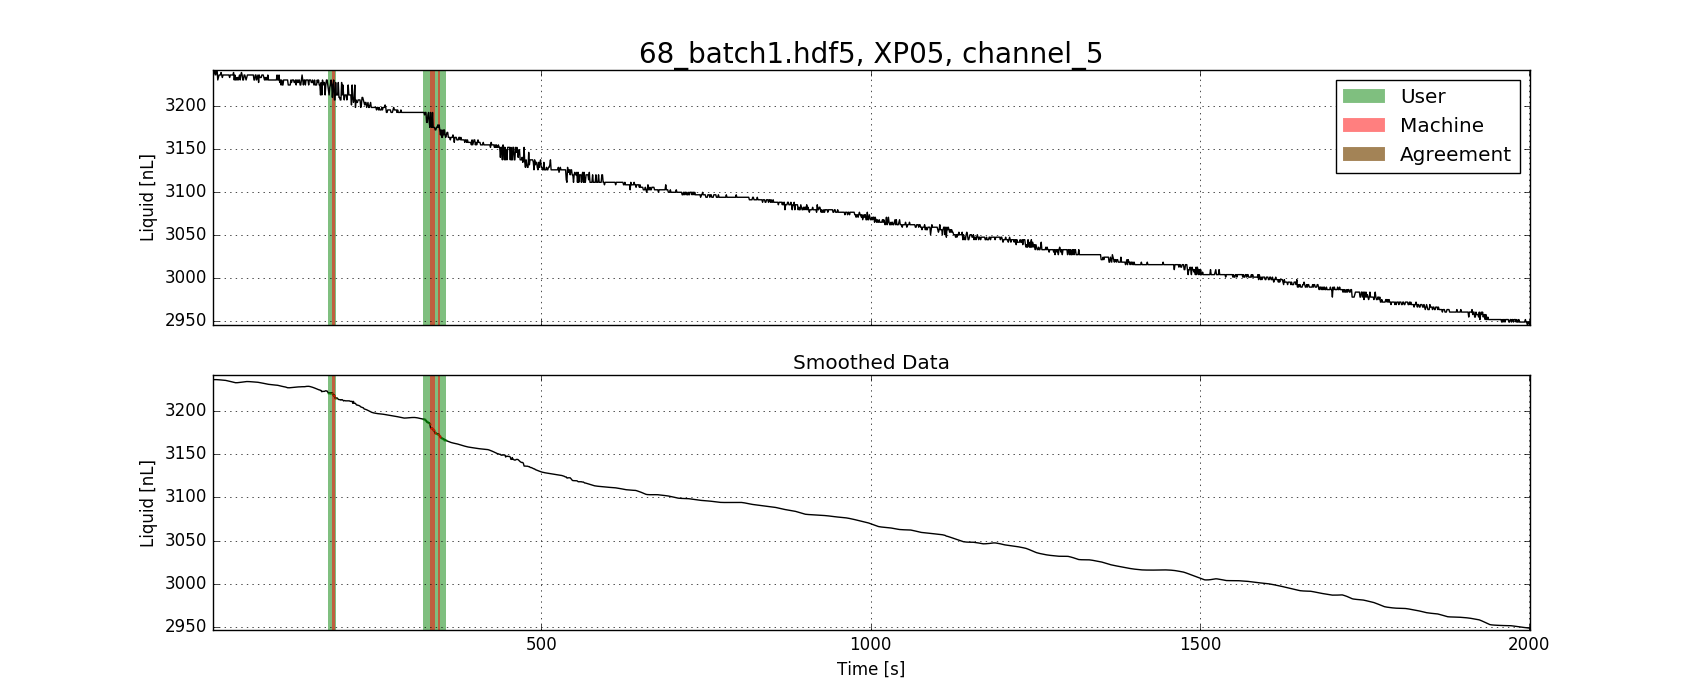 68_batch1.hdf5, XP05, channel_5
User
Machine
Agreement
3200
3150
3100
3050
3000
2950
Liquid [nL]
Smoothed Data
3200
3150
3100
3050
3000
2950
Liquid [nL]
500
1000
1500
2000
Time [s]